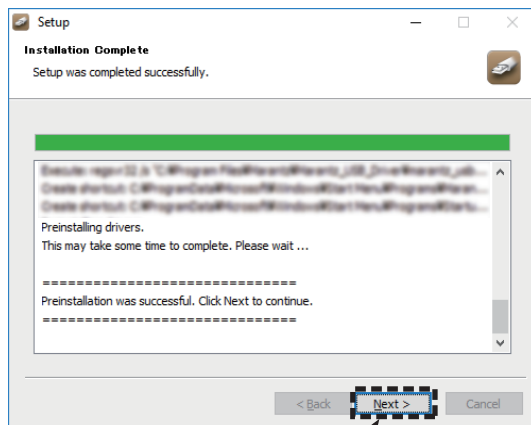 Setup
Installation Complete
Setup was completed successfully.
Preinstalling drivers.
This may take some time to complete. Please wait ...
==============================
Preinstallation was successful. Click Next to continue.
==============================
< Back Next > Cancel